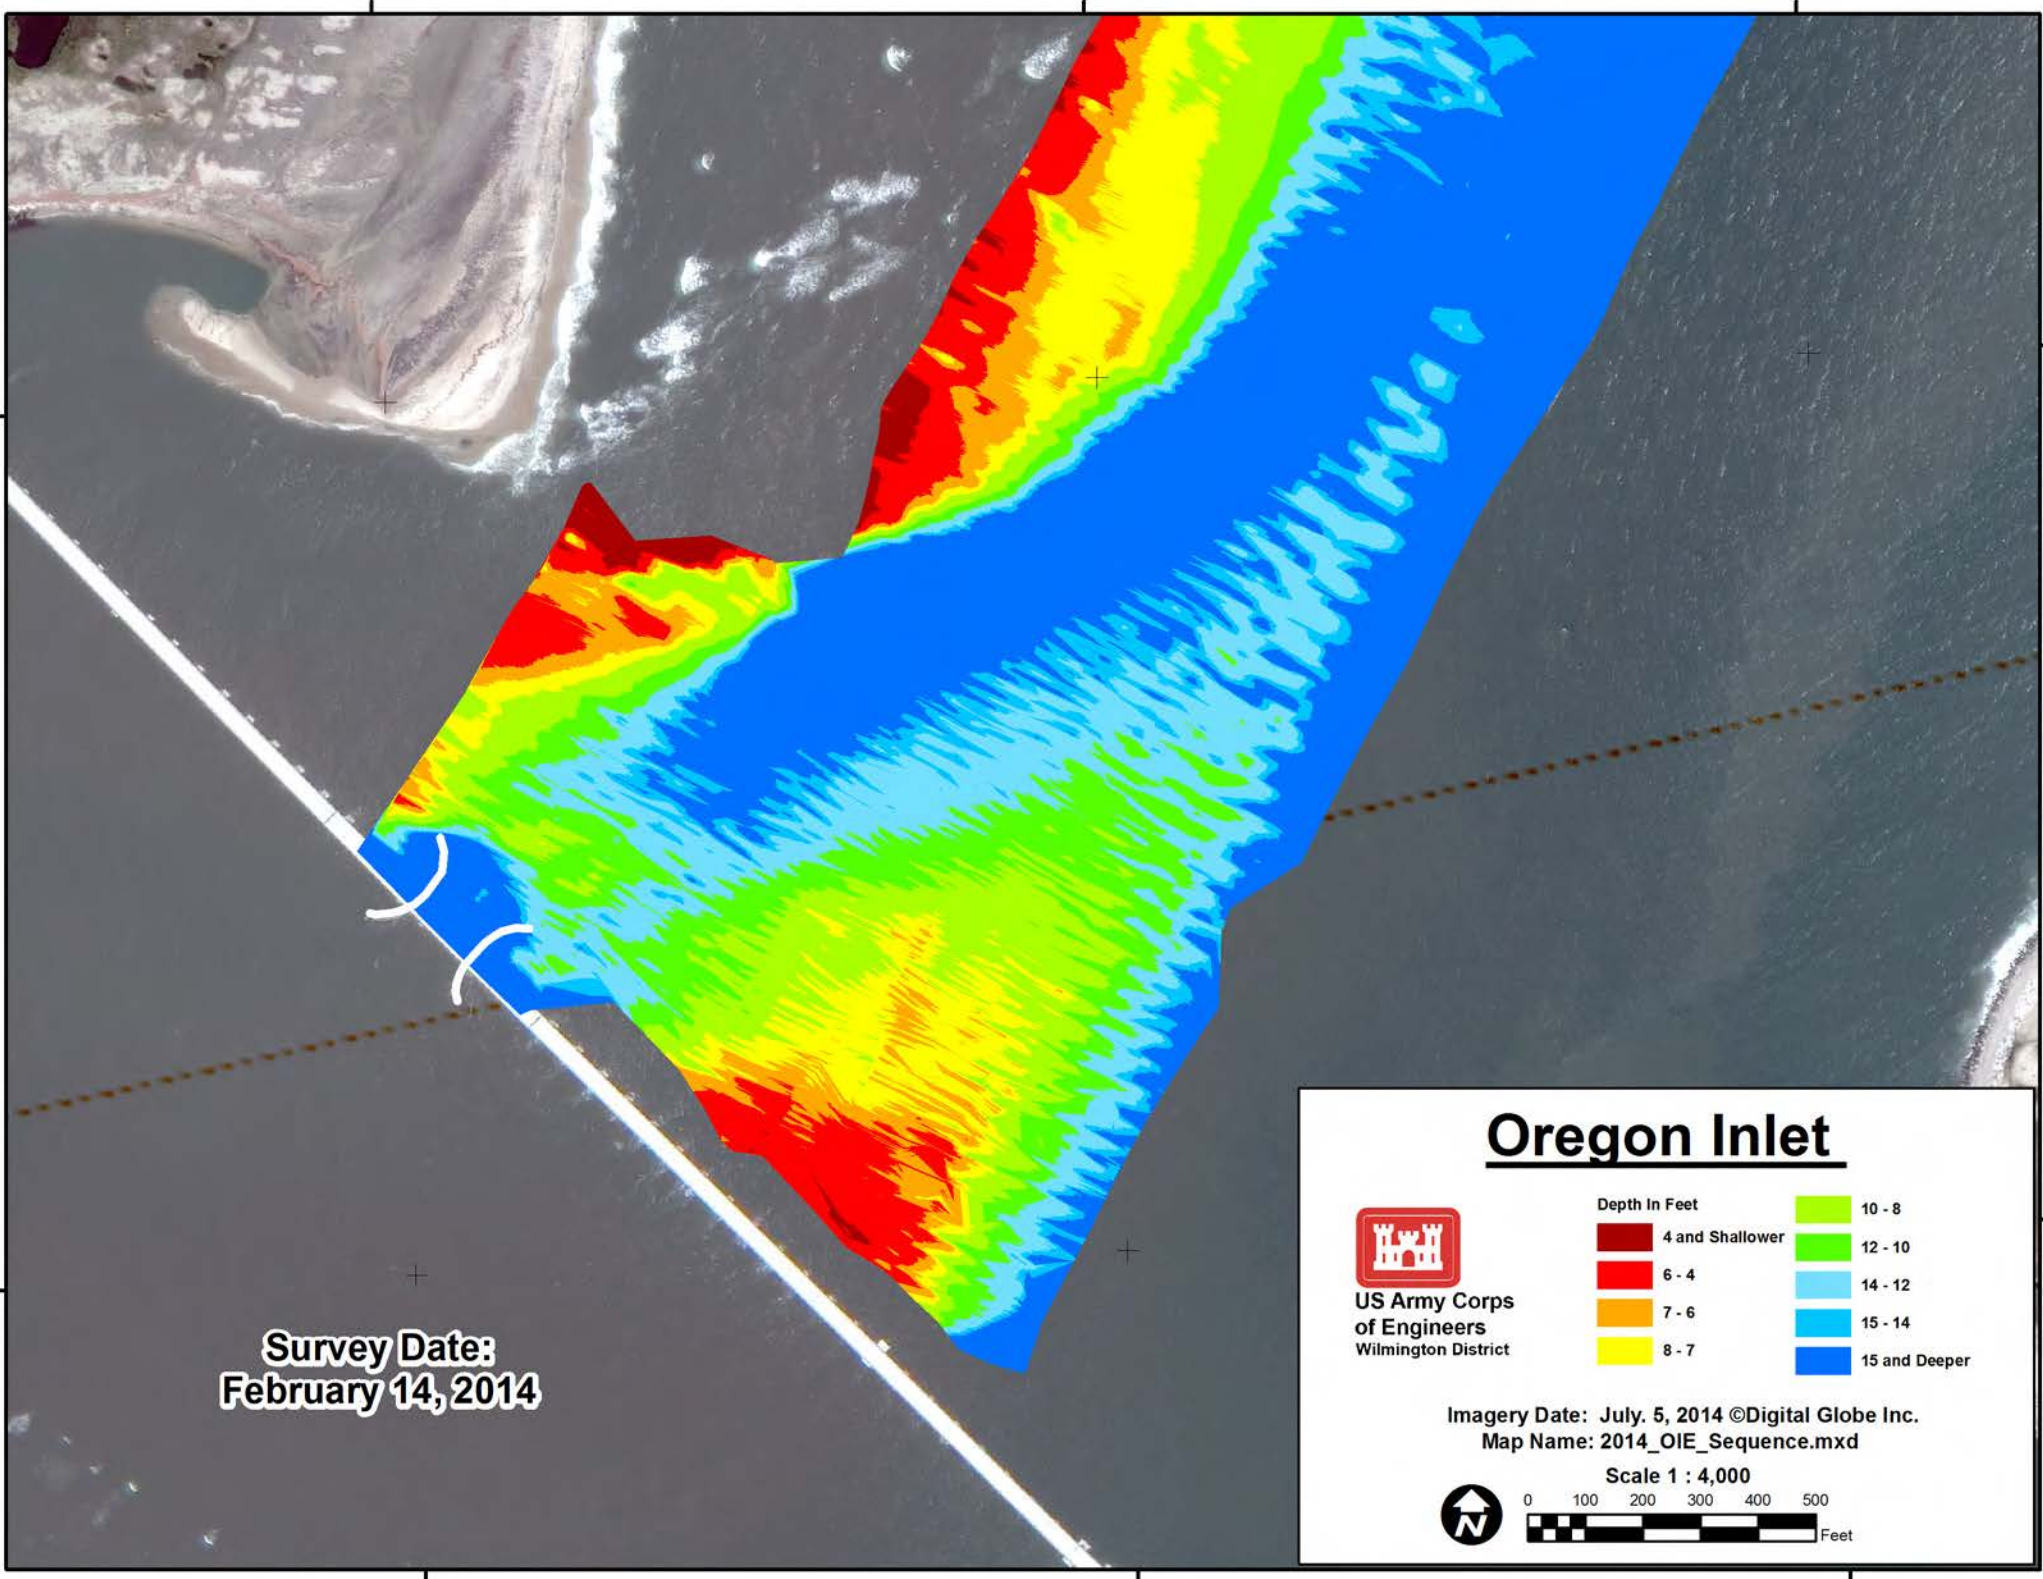 Survey Date:
February 14, 2014
Oregon Inlet
US Army Corps
of Engineers
Wilmington District
Depth In Feet
4 and Shallower
6 - 4
7 - 6
8 - 7
10 - 8
12 - 10
14 - 12
15 - 14
15 and Deeper
Imagery Date: July. 5, 2014 ©Digital Globe Inc.
Map Name: 2014_OIE_Sequence.mxd
Scale 1 : 4,000
N
0 100 200 300 400 500
Feet